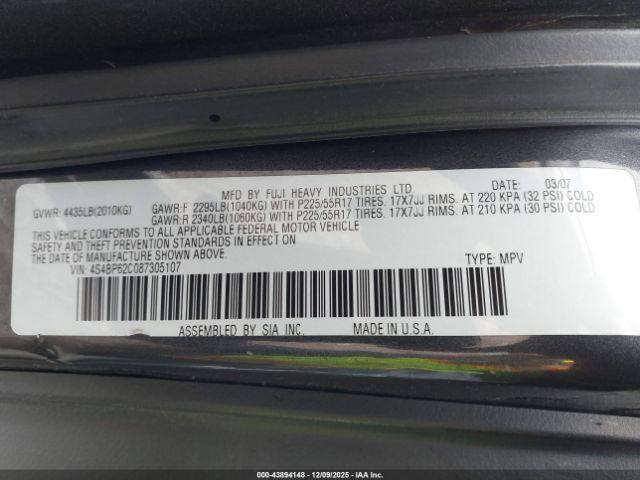 MFD BY FUJI HEAVY INDUSTRIES LTD. DATE: 03/07
GVWR: 4435LB(2010KG) GAWR:F 2295LB(1040KG) WITH P225/55R17 TIRES. 17X7JJ RIMS. AT 220 KPA (32 PSI) COLD
GAWR:R 2340LB(1060KG) WITH P225/55R17 TIRES. 17X7JJ RIMS. AT 210 KPA (30 PSI) COLD
THIS VEHICLE CONFORMS TO ALL APPLICABLE FEDERAL MOTOR VEHICLE
SAFETY AND THEFT PREVENTION STANDARDS IN EFFECT ON
THE DATE OF MANUFACTURE SHOWN ABOVE.
VIN: 4S4BP62C087305107 TYPE: MPV
ASSEMBLED BY SIA INC. MADE IN U.S.A.
000-43894148 - 12/09/2025 - IAAI.COM